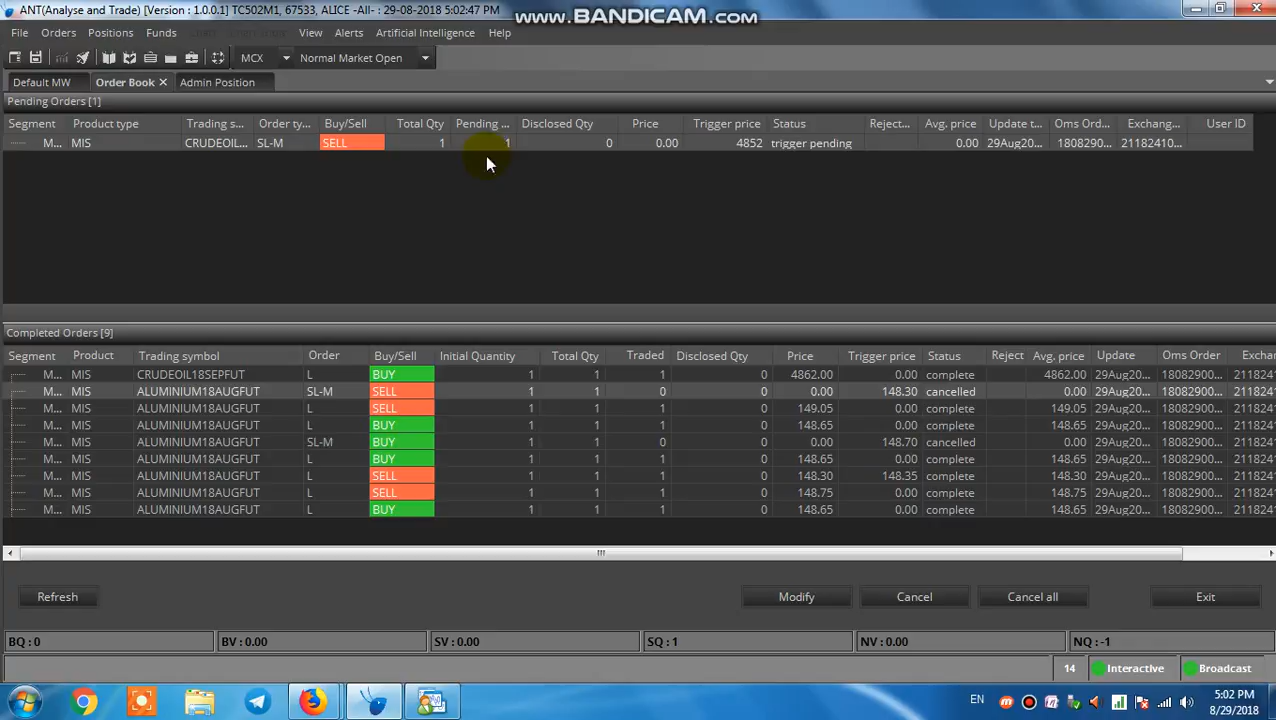 ANT(Analyse and Trade) [Version : 1.0.0.1] TC502M1, 67533, ALICE -All- : 29-08-2018 5:02:47 PM
www.BANDICAM.com
File Orders Positions Funds View Alerts Artificial Intelligence Help
MCX Normal Market Open
Default MW Order Book Admin Position
Pending Orders [1]
Segment Product type Trading s... Order ty... Buy/Sell Total Qty Pending ... Disclosed Qty Price Trigger price Status Reject... Avg. price Update t... Oms Ord... Exchang... User ID
M... MIS CRUDEOIL... SL-M SELL 1 1 0 0.00 4852 trigger pending 0.00 29Aug20... 1808290... 21182410...
Completed Orders [9]
Segment Product Trading symbol Order Buy/Sell Initial Quantity Total Qty Traded Disclosed Qty Price Trigger price Status Reject Avg. price Update Oms Order Exchan
M... MIS CRUDEOIL18SEPFUT L BUY 1 1 1 0 4862.00 0.00 complete 4862.00 29Aug20... 18082900... 2118241
M... MIS ALUMINIUM18AUGFUT SL-M SELL 1 1 0 0 0.00 148.30 cancelled 0.00 29Aug20... 18082900... 2118241
M... MIS ALUMINIUM18AUGFUT L SELL 1 1 1 0 149.05 0.00 complete 149.05 29Aug20... 18082900... 2118241
M... MIS ALUMINIUM18AUGFUT L BUY 1 1 1 0 148.65 0.00 complete 148.65 29Aug20... 18082900... 2118241
M... MIS ALUMINIUM18AUGFUT SL-M BUY 1 1 0 0 0.00 148.70 cancelled 0.00 29Aug20... 18082900... 2118241
M... MIS ALUMINIUM18AUGFUT L BUY 1 1 1 0 148.65 0.00 complete 148.65 29Aug20... 18082900... 2118241
M... MIS ALUMINIUM18AUGFUT L SELL 1 1 1 0 148.30 148.35 complete 148.30 29Aug20... 18082900... 2118241
M... MIS ALUMINIUM18AUGFUT L SELL 1 1 1 0 148.75 0.00 complete 148.75 29Aug20... 18082900... 2118241
M... MIS ALUMINIUM18AUGFUT L BUY 1 1 1 0 148.65 0.00 complete 148.65 29Aug20... 18082900... 2118241
Refresh Modify Cancel Cancel all Exit
BQ : 0 BV : 0.00 SV : 0.00 SQ : 1 NV : 0.00 NQ : -1
14 Interactive Broadcast
EN 5:02 PM
8/29/2018